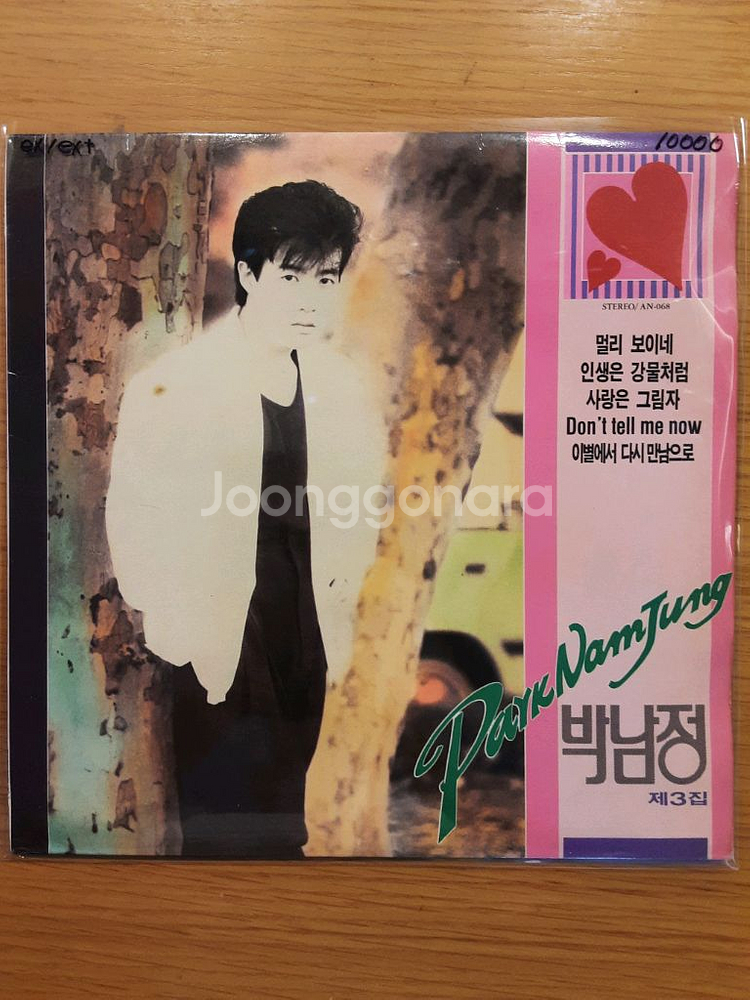 ex/ex+
10000
STEREO/AN-068
멀리 보이네
인생은 강물처럼
사랑은 그림자
Don't tell me now
이별에서 다시 만남으로
Joonggonara
Park Nam Jung
박남정
제3집